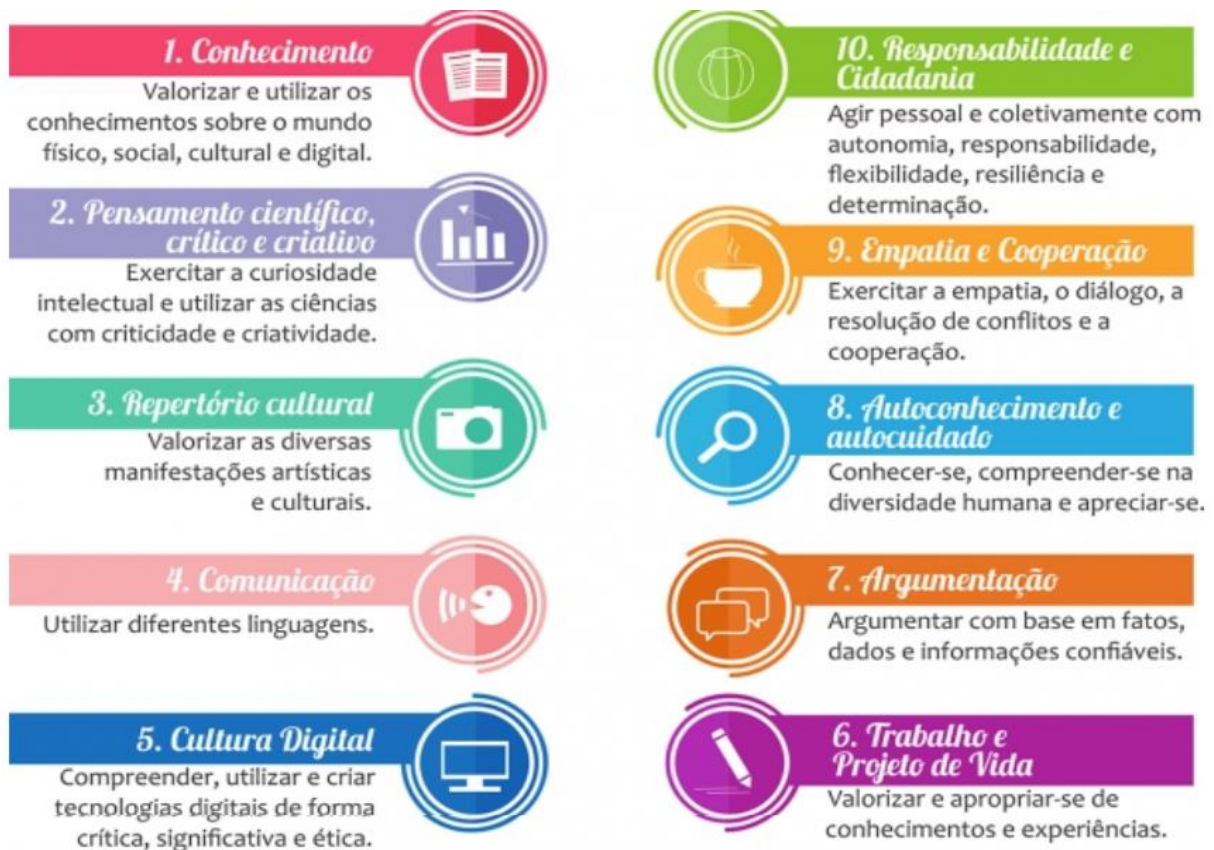 1. Conhecimento
Valorizar e utilizar os
conhecimentos sobre o mundo
físico, social, cultural e digital.
2. Pensamento científico,
crítico e criativo
Exercitar a curiosidade
intelectual e utilizar as ciências
com criticidade e criatividade.
3. Repertório cultural
Valorizar as diversas
manifestações artísticas
e culturais.
4. Comunicação
Utilizar diferentes linguagens.
5. Cultura Digital
Compreender, utilizar e criar
tecnologias digitais de forma
crítica, significativa e ética.
10. Responsabilidade e
Cidadania
Agir pessoal e coletivamente com
autonomia, responsabilidade,
flexibilidade, resiliência e
determinação.
9. Empatia e Cooperação
Exercitar a empatia, o diálogo, a
resolução de conflitos e a
cooperação.
8. Autoconhecimento e
autocuidado
Conhecer-se, compreender-se na
diversidade humana e apreciar-se.
7. Argumentação
Argumentar com base em fatos,
dados e informações confiáveis.
6. Trabalho e
Projeto de Vida
Valorizar e apropriar-se de
conhecimentos e experiências.